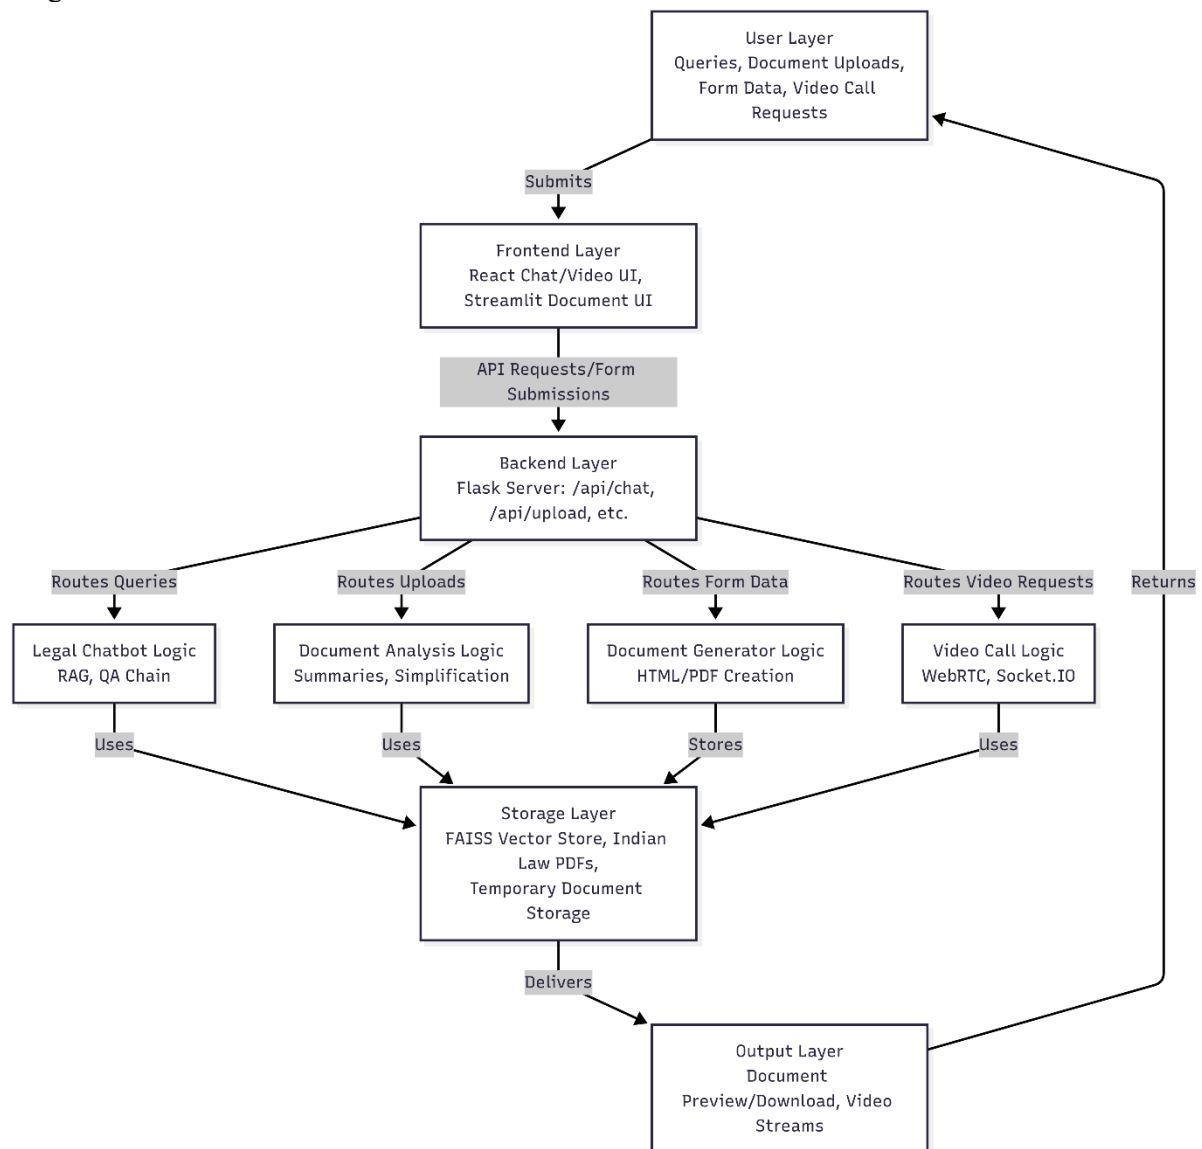 User Layer
Queries, Document Uploads,
Form Data, Video Call
Requests
Submits
Frontend Layer
React Chat/Video UI,
Streamlit Document UI
API Requests/Form
Submissions
Backend Layer
Flask Server: /api/chat,
/api/upload, etc.
Routes Queries
Routes Uploads
Routes Form Data
Routes Video Requests
Returns
Legal Chatbot Logic
RAG, QA Chain
Document Analysis Logic
Summaries, Simplification
Document Generator Logic
HTML/PDF Creation
Video Call Logic
WebRTC, Socket.IO
Uses
Uses
Stores
Uses
Storage Layer
FAISS Vector Store, Indian
Law PDFs,
Temporary Document
Storage
Delivers
Output Layer
Document
Preview/Download, Video
Streams